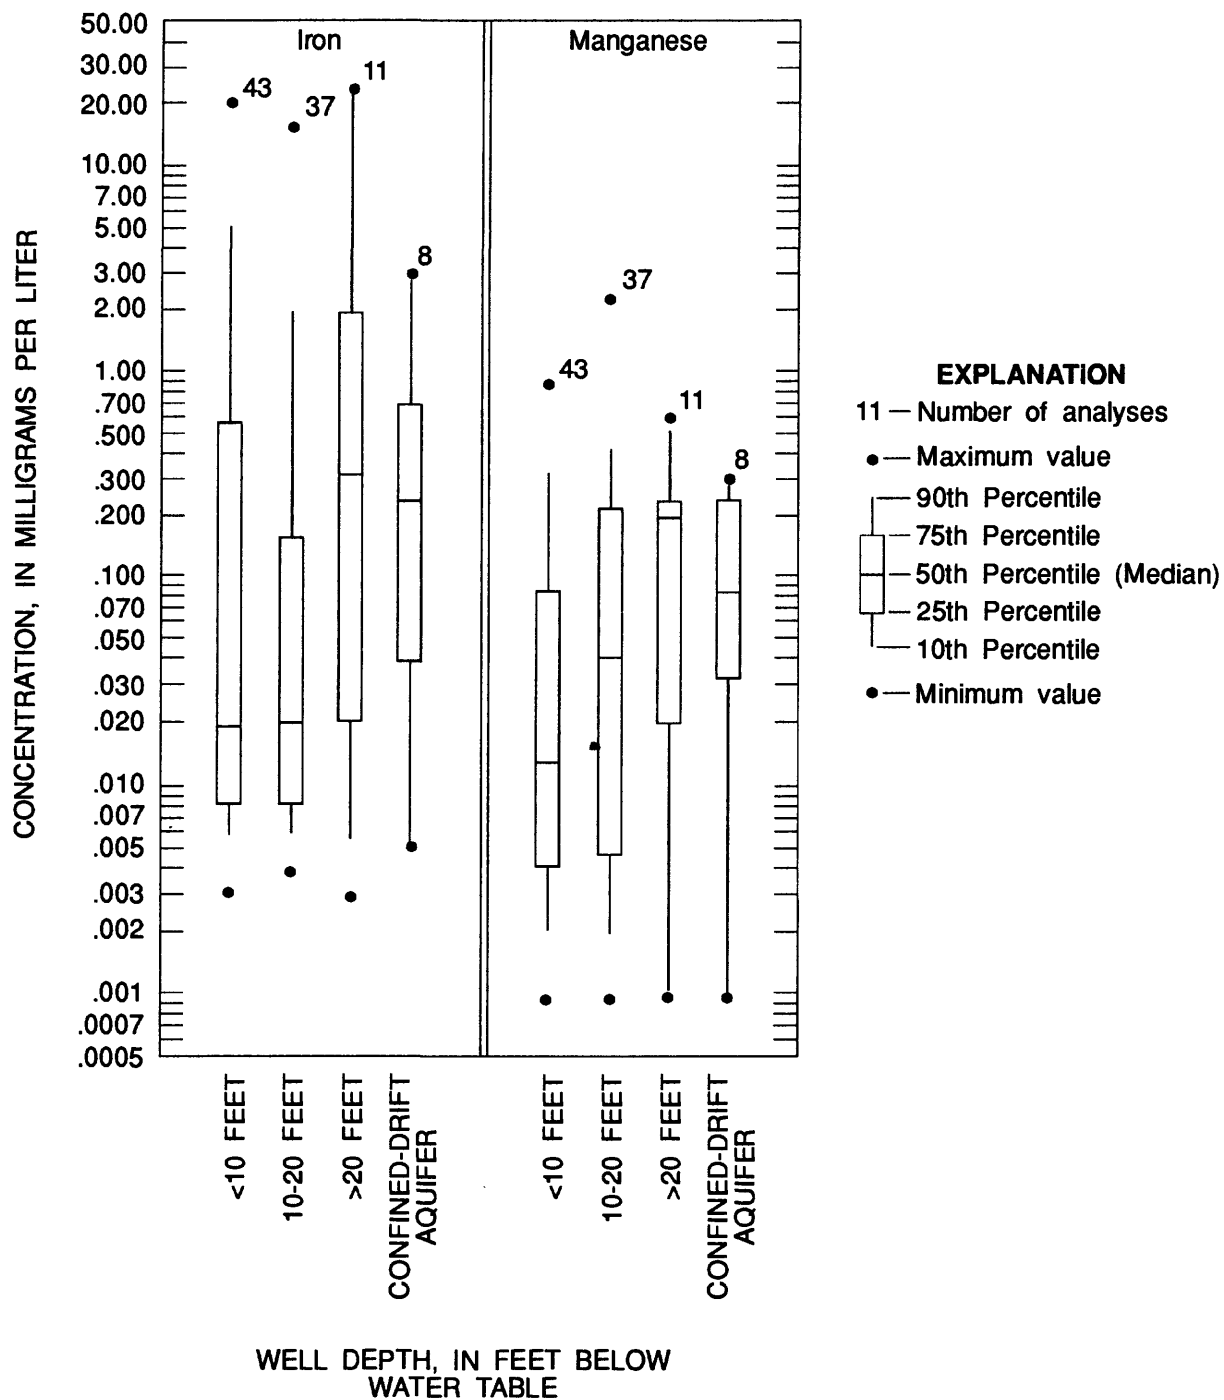 50.00
30.00
20.00
10.00
7.00
5.00
3.00
2.00
1.00
.700
.500
.300
.200
.100
.070
.050
.030
.020
.010
.007
.005
.003
.002
.001
.0007
.0005
CONCENTRATION, IN MILLIGRAMS PER LITER
Iron
43
37
11
8
Manganese
43
37
11
8
<10 FEET
10-20 FEET
>20 FEET
CONFINED-DRIFT
AQUIFER
<10 FEET
10-20 FEET
>20 FEET
CONFINED-DRIFT
AQUIFER
WELL DEPTH, IN FEET BELOW
WATER TABLE
EXPLANATION
11 — Number of analyses
Maximum value
90th Percentile
75th Percentile
50th Percentile (Median)
25th Percentile
10th Percentile
Minimum value